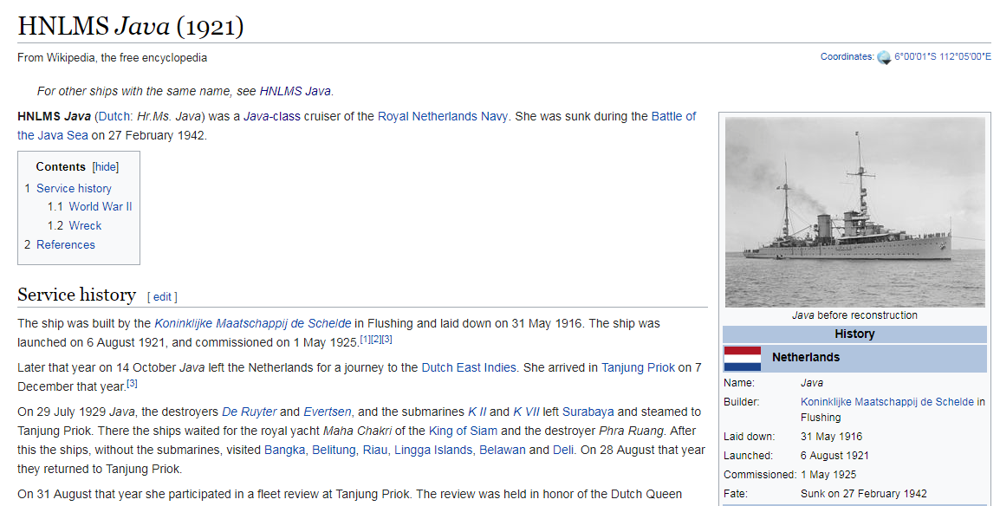 HNLMS Java (1921)
From Wikipedia, the free encyclopedia
Coordinates: 6°00′01″S 112°05′00″E
For other ships with the same name, see HNLMS Java.
HNLMS Java (Dutch: Hr.Ms. Java) was a Java-class cruiser of the Royal Netherlands Navy. She was sunk during the Battle of
the Java Sea on 27 February 1942.
Contents [hide]
1 Service history
1.1 World War II
1.2 Wreck
2 References
Service history [ edit ]
The ship was built by the Koninklijke Maatschappij de Schelde in Flushing and laid down on 31 May 1916. The ship was
launched on 6 August 1921, and commissioned on 1 May 1925.[1][2][3]
Later that year on 14 October Java left the Netherlands for a journey to the Dutch East Indies. She arrived in Tanjung Priok on 7
December that year.[3]
On 29 July 1929 Java, the destroyers De Ruyter and Evertsen, and the submarines K II and K VII left Surabaya and steamed to
Tanjung Priok. There the ships waited for the royal yacht Maha Chakri of the King of Siam and the destroyer Phra Ruang. After
this the ships, without the submarines, visited Bangka, Belitung, Riau, Lingga Islands, Belawan and Deli. On 28 August that year
they returned to Tanjung Priok.
On 31 August that year she participated in a fleet review at Tanjung Priok. The review was held in honor of the Dutch Queen
Java before reconstruction
History
Netherlands
Name: Java
Builder: Koninklijke Maatschappij de Schelde in
Flushing
Laid down: 31 May 1916
Launched: 6 August 1921
Commissioned: 1 May 1925
Fate: Sunk on 27 February 1942